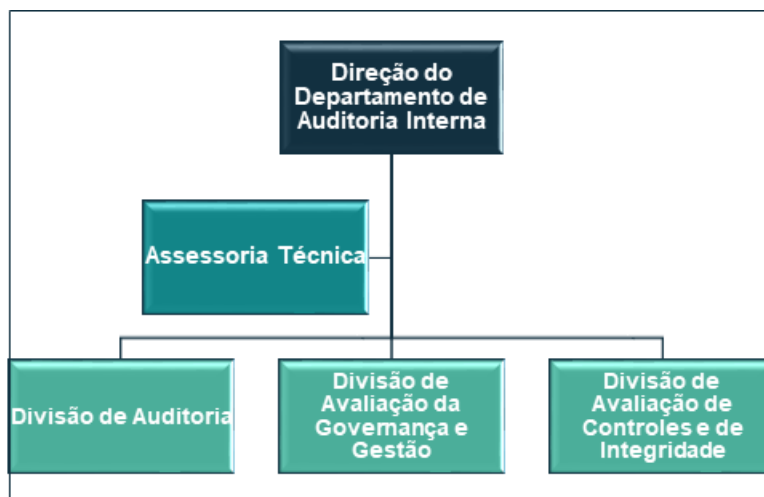 Direção do
Departamento de
Auditoria Interna
Assessoria Técnica
Divisão de Auditoria
Divisão de
Avaliação da
Governança e
Gestão
Divisão de
Avaliação de
Controles e de
Integridade